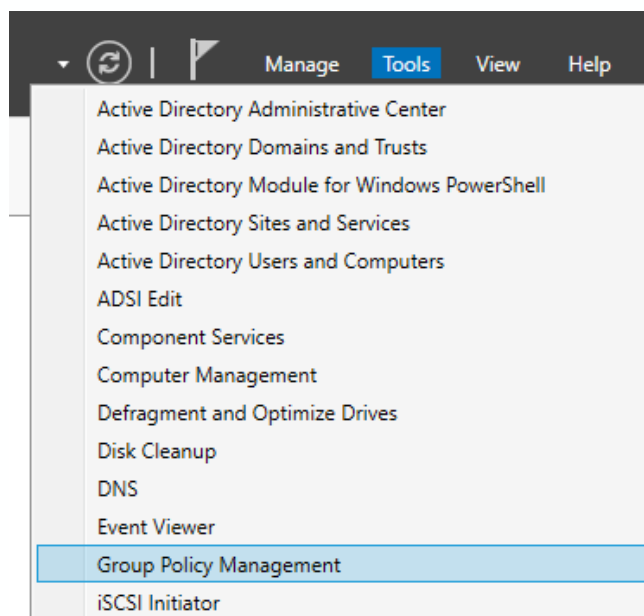 Manage Tools View Help
Active Directory Administrative Center
Active Directory Domains and Trusts
Active Directory Module for Windows PowerShell
Active Directory Sites and Services
Active Directory Users and Computers
ADSI Edit
Component Services
Computer Management
Defragment and Optimize Drives
Disk Cleanup
DNS
Event Viewer
Group Policy Management
iSCSI Initiator